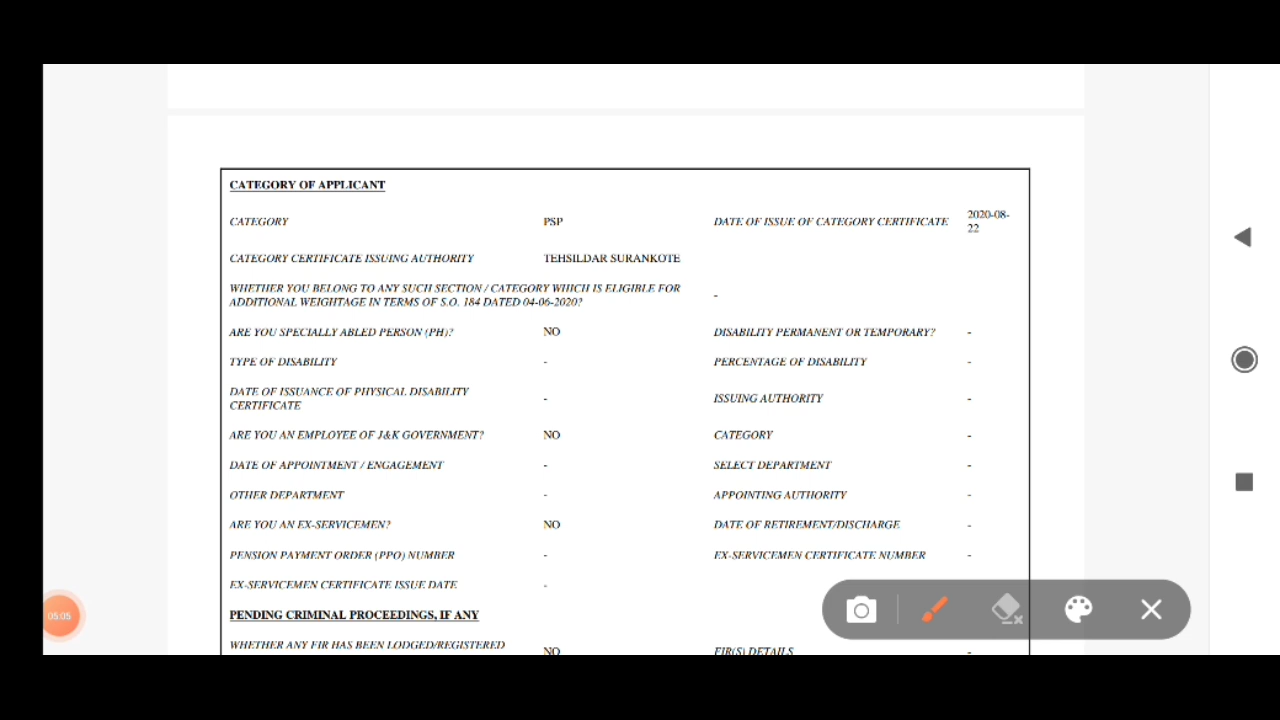 CATEGORY OF APPLICANT
CATEGORY PSP DATE OF ISSUE OF CATEGORY CERTIFICATE 2020-08-
22
CATEGORY CERTIFICATE ISSUING AUTHORITY TEHSILDAR SURANKOTE
WHETHER YOU BELONG TO ANY SUCH SECTION / CATEGORY WHICH IS ELIGIBLE FOR
ADDITIONAL WEIGHTAGE IN TERMS OF S.O. 184 DATED 04-06-2020? -
ARE YOU SPECIALLY ABLED PERSON (PH)? NO DISABILITY PERMANENT OR TEMPORARY? -
TYPE OF DISABILITY - PERCENTAGE OF DISABILITY -
DATE OF ISSUANCE OF PHYSICAL DISABILITY
CERTIFICATE - ISSUING AUTHORITY -
ARE YOU AN EMPLOYEE OF J&K GOVERNMENT? NO CATEGORY -
DATE OF APPOINTMENT / ENGAGEMENT - SELECT DEPARTMENT -
OTHER DEPARTMENT - APPOINTING AUTHORITY -
ARE YOU AN EX-SERVICEMEN? NO DATE OF RETIREMENT/DISCHARGE -
PENSION PAYMENT ORDER (PPO) NUMBER - EX-SERVICEMEN CERTIFICATE NUMBER -
EX-SERVICEMEN CERTIFICATE ISSUE DATE -
PENDING CRIMINAL PROCEEDINGS, IF ANY
WHETHER ANY FIR HAS BEEN LODGED/REGISTERED NO FIR(S) DETAILS -
05:05